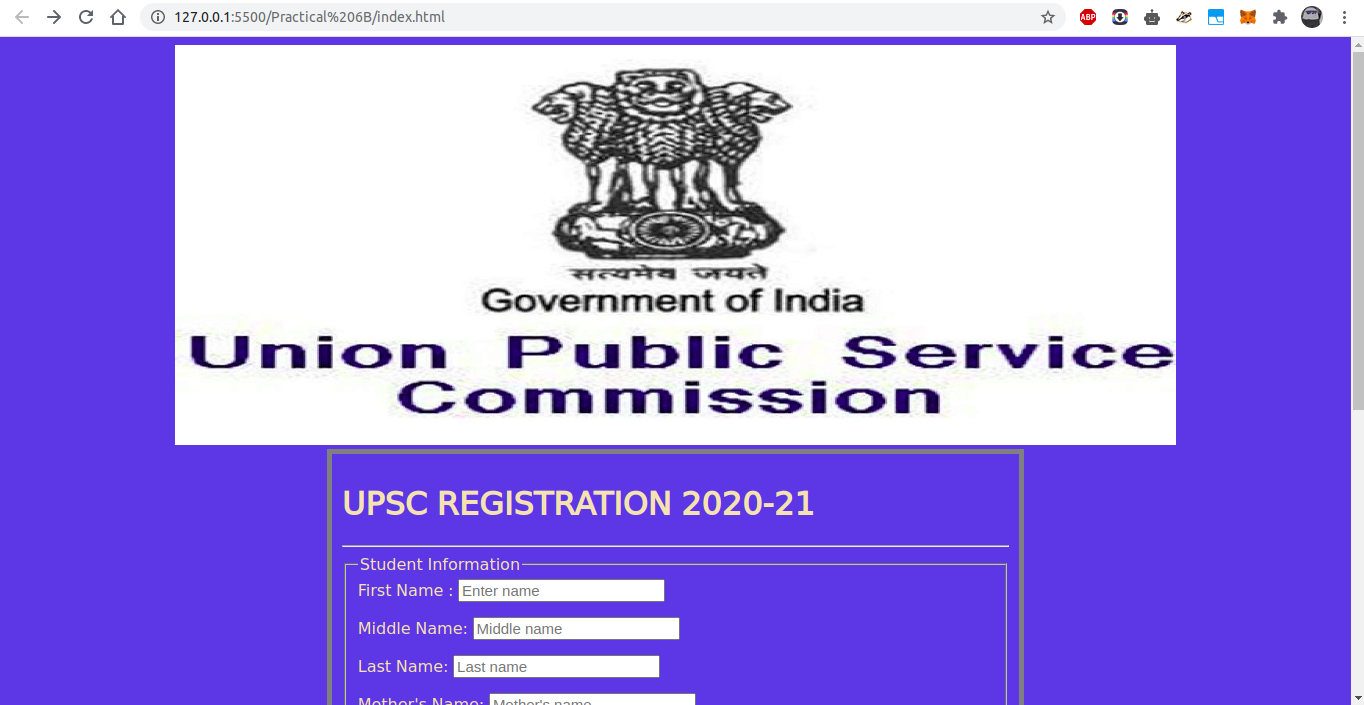 127.0.0.1:5500/Practical%206B/index.html
ABP
सत्यमेव जयते
Government of India
Union Public Service
Commission
UPSC REGISTRATION 2020-21
Student Information
First Name : Enter name
Middle Name: Middle name
Last Name: Last name
Mother's Name: Mother's name